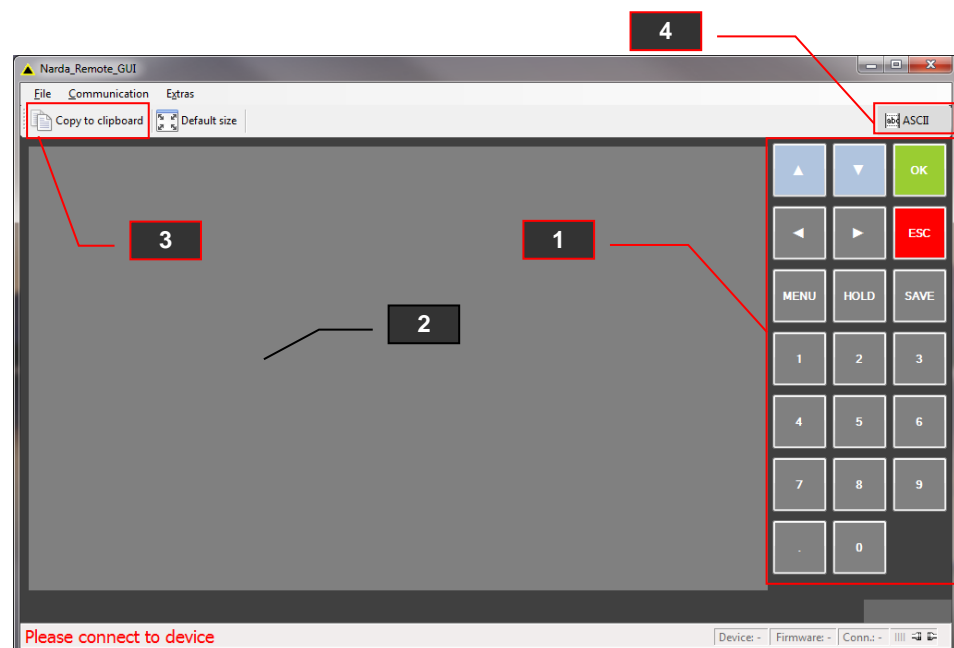 4
Narda_Remote_GUI
File Communication Extras
Copy to clipboard Default size abc ASCII
OK
3 1 ESC
MENU HOLD SAVE
2
1 2 3
4 5 6
7 8 9
. 0
Please connect to device Device: - Firmware: - Conn.: -